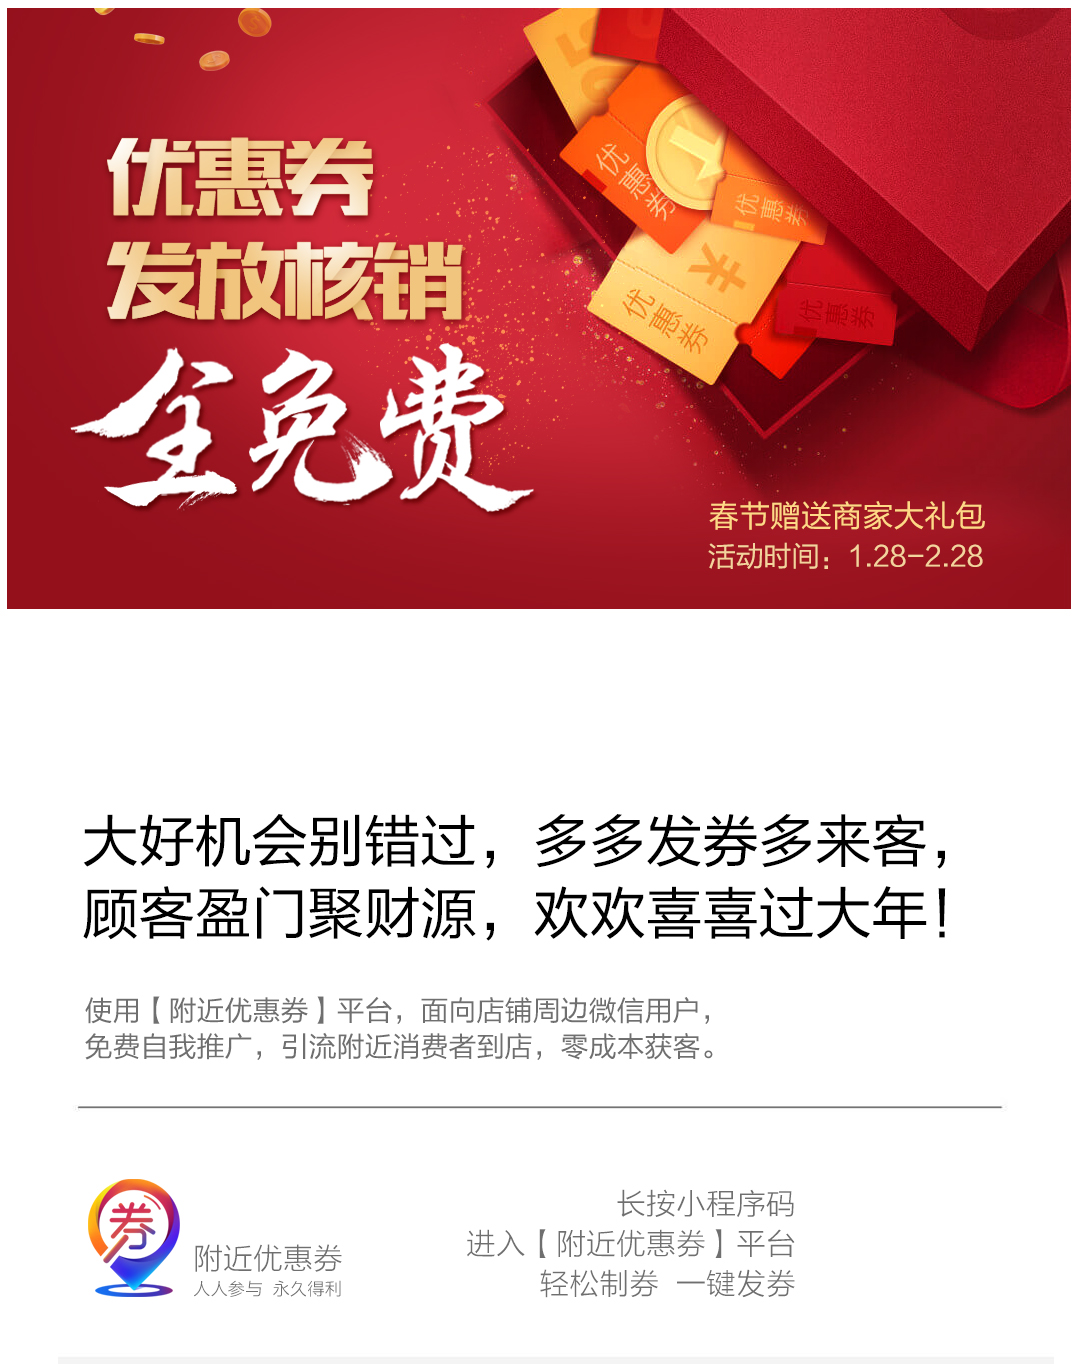 优惠券
发放核销
全免费
优惠券
优惠券
优惠券
优惠券
春节赠送商家大礼包
活动时间：1.28-2.28
大好机会别错过，多多发券多来客，
顾客盈门聚财源，欢欢喜喜过大年！
使用【附近优惠券】平台，面向店铺周边微信用户，
免费自我推广，引流附近消费者到店，零成本获客。
券
附近优惠券
人人参与 永久得利
长按小程序码
进入【附近优惠券】平台
轻松制券 一键发券